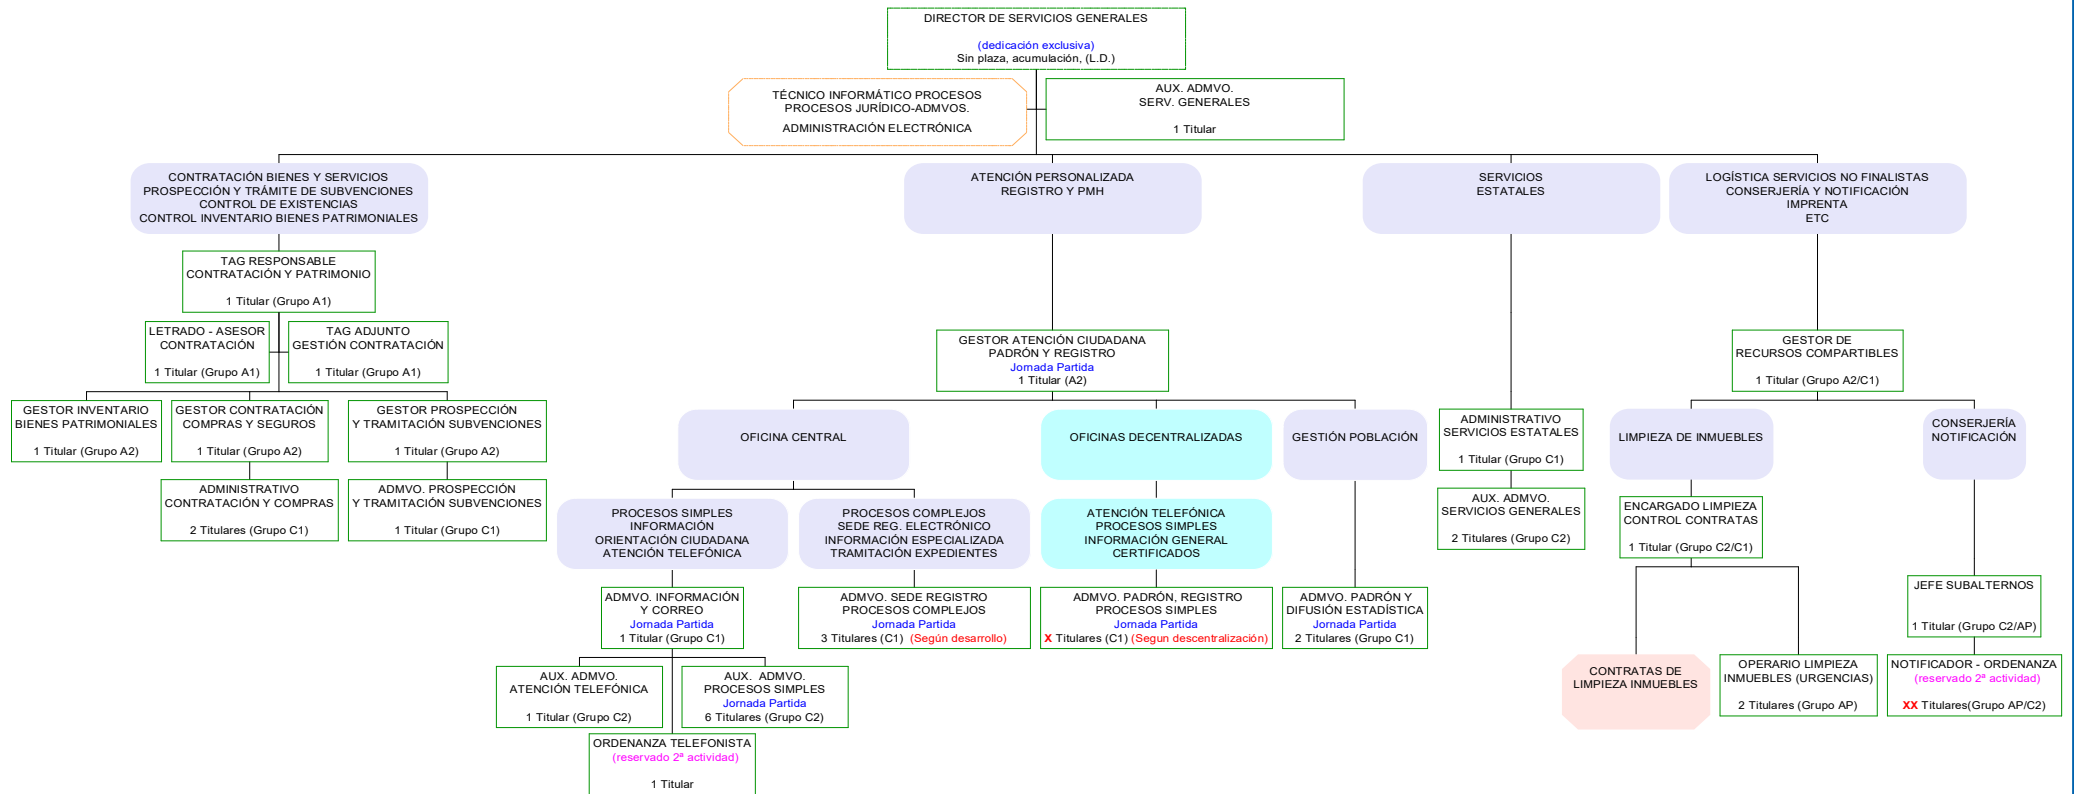 DIRECTOR DE SERVICIOS GENERALES
(dedicación exclusiva)
Sin plaza, acumulación, (L.D.)
TÉCNICO INFORMÁTICO PROCESOS
PROCESOS JURÍDICO-ADMVOS.
ADMINISTRACIÓN ELECTRÓNICA
AUX. ADMVO.
SERV. GENERALES
1 Titular
CONTRATACIÓN BIENES Y SERVICIOS
PROSPECCIÓN Y TRÁMITE DE SUBVENCIONES
CONTROL DE EXISTENCIAS
CONTROL INVENTARIO BIENES PATRIMONIALES
ATENCIÓN PERSONALIZADA
REGISTRO Y PMH
SERVICIOS
ESTATALES
LOGÍSTICA SERVICIOS NO FINALISTAS
CONSERJERÍA Y NOTIFICACIÓN
IMPRENTA
ETC
TAG RESPONSABLE
CONTRATACIÓN Y PATRIMONIO
1 Titular (Grupo A1)
LETRADO - ASESOR
CONTRATACIÓN
1 Titular (Grupo A1)
TAG ADJUNTO
GESTIÓN CONTRATACIÓN
1 Titular (Grupo A1)
GESTOR INVENTARIO
BIENES PATRIMONIALES
1 Titular (Grupo A2)
GESTOR CONTRATACIÓN
COMPRAS Y SEGUROS
1 Titular (Grupo A2)
GESTOR PROSPECCIÓN
Y TRAMITACIÓN SUBVENCIONES
1 Titular (Grupo A2)
ADMINISTRATIVO
CONTRATACIÓN Y COMPRAS
2 Titulares (Grupo C1)
ADMVO. PROSPECCIÓN
Y TRAMITACIÓN SUBVENCIONES
1 Titular (Grupo C1)
GESTOR ATENCIÓN CIUDADANA
PADRÓN Y REGISTRO
Jornada Partida
1 Titular (A2)
OFICINA CENTRAL
OFICINAS DECENTRALIZADAS
GESTIÓN POBLACIÓN
PROCESOS SIMPLES
INFORMACIÓN
ORIENTACIÓN CIUDADANA
ATENCIÓN TELEFÓNICA
PROCESOS COMPLEJOS
SEDE REG. ELECTRÓNICO
INFORMACIÓN ESPECIALIZADA
TRAMITACIÓN EXPEDIENTES
ATENCIÓN TELEFÓNICA
PROCESOS SIMPLES
INFORMACIÓN GENERAL
CERTIFICADOS
ADMVO. INFORMACIÓN
Y CORREO
Jornada Partida
1 Titular (Grupo C1)
ADMVO. SEDE REGISTRO
PROCESOS COMPLEJOS
Jornada Partida
3 Titulares (C1) (Según desarrollo)
ADMVO. PADRÓN, REGISTRO
PROCESOS SIMPLES
Jornada Partida
X Titulares (C1) (Segun descentralización)
ADMVO. PADRÓN Y
DIFUSIÓN ESTADÍSTICA
Jornada Partida
2 Titulares (Grupo C1)
AUX. ADMVO.
ATENCIÓN TELEFÓNICA
1 Titular (Grupo C2)
AUX. ADMVO.
PROCESOS SIMPLES
Jornada Partida
6 Titulares (Grupo C2)
ORDENANZA TELEFONISTA
(reservado 2ª actividad)
1 Titular
ADMINISTRATIVO
SERVICIOS ESTATALES
1 Titular (Grupo C1)
AUX. ADMVO.
SERVICIOS GENERALES
2 Titulares (Grupo C2)
GESTOR DE
RECURSOS COMPARTIBLES
1 Titular (Grupo A2/C1)
LIMPIEZA DE INMUEBLES
CONSERJERÍA
NOTIFICACIÓN
ENCARGADO LIMPIEZA
CONTROL CONTRATAS
1 Titular (Grupo C2/C1)
JEFE SUBALTERNOS
1 Titular (Grupo C2/AP)
CONTRATAS DE
LIMPIEZA INMUEBLES
OPERARIO LIMPIEZA
INMUEBLES (URGENCIAS)
2 Titulares (Grupo AP)
NOTIFICADOR - ORDENANZA
(reservado 2ª actividad)
XX Titulares(Grupo AP/C2)